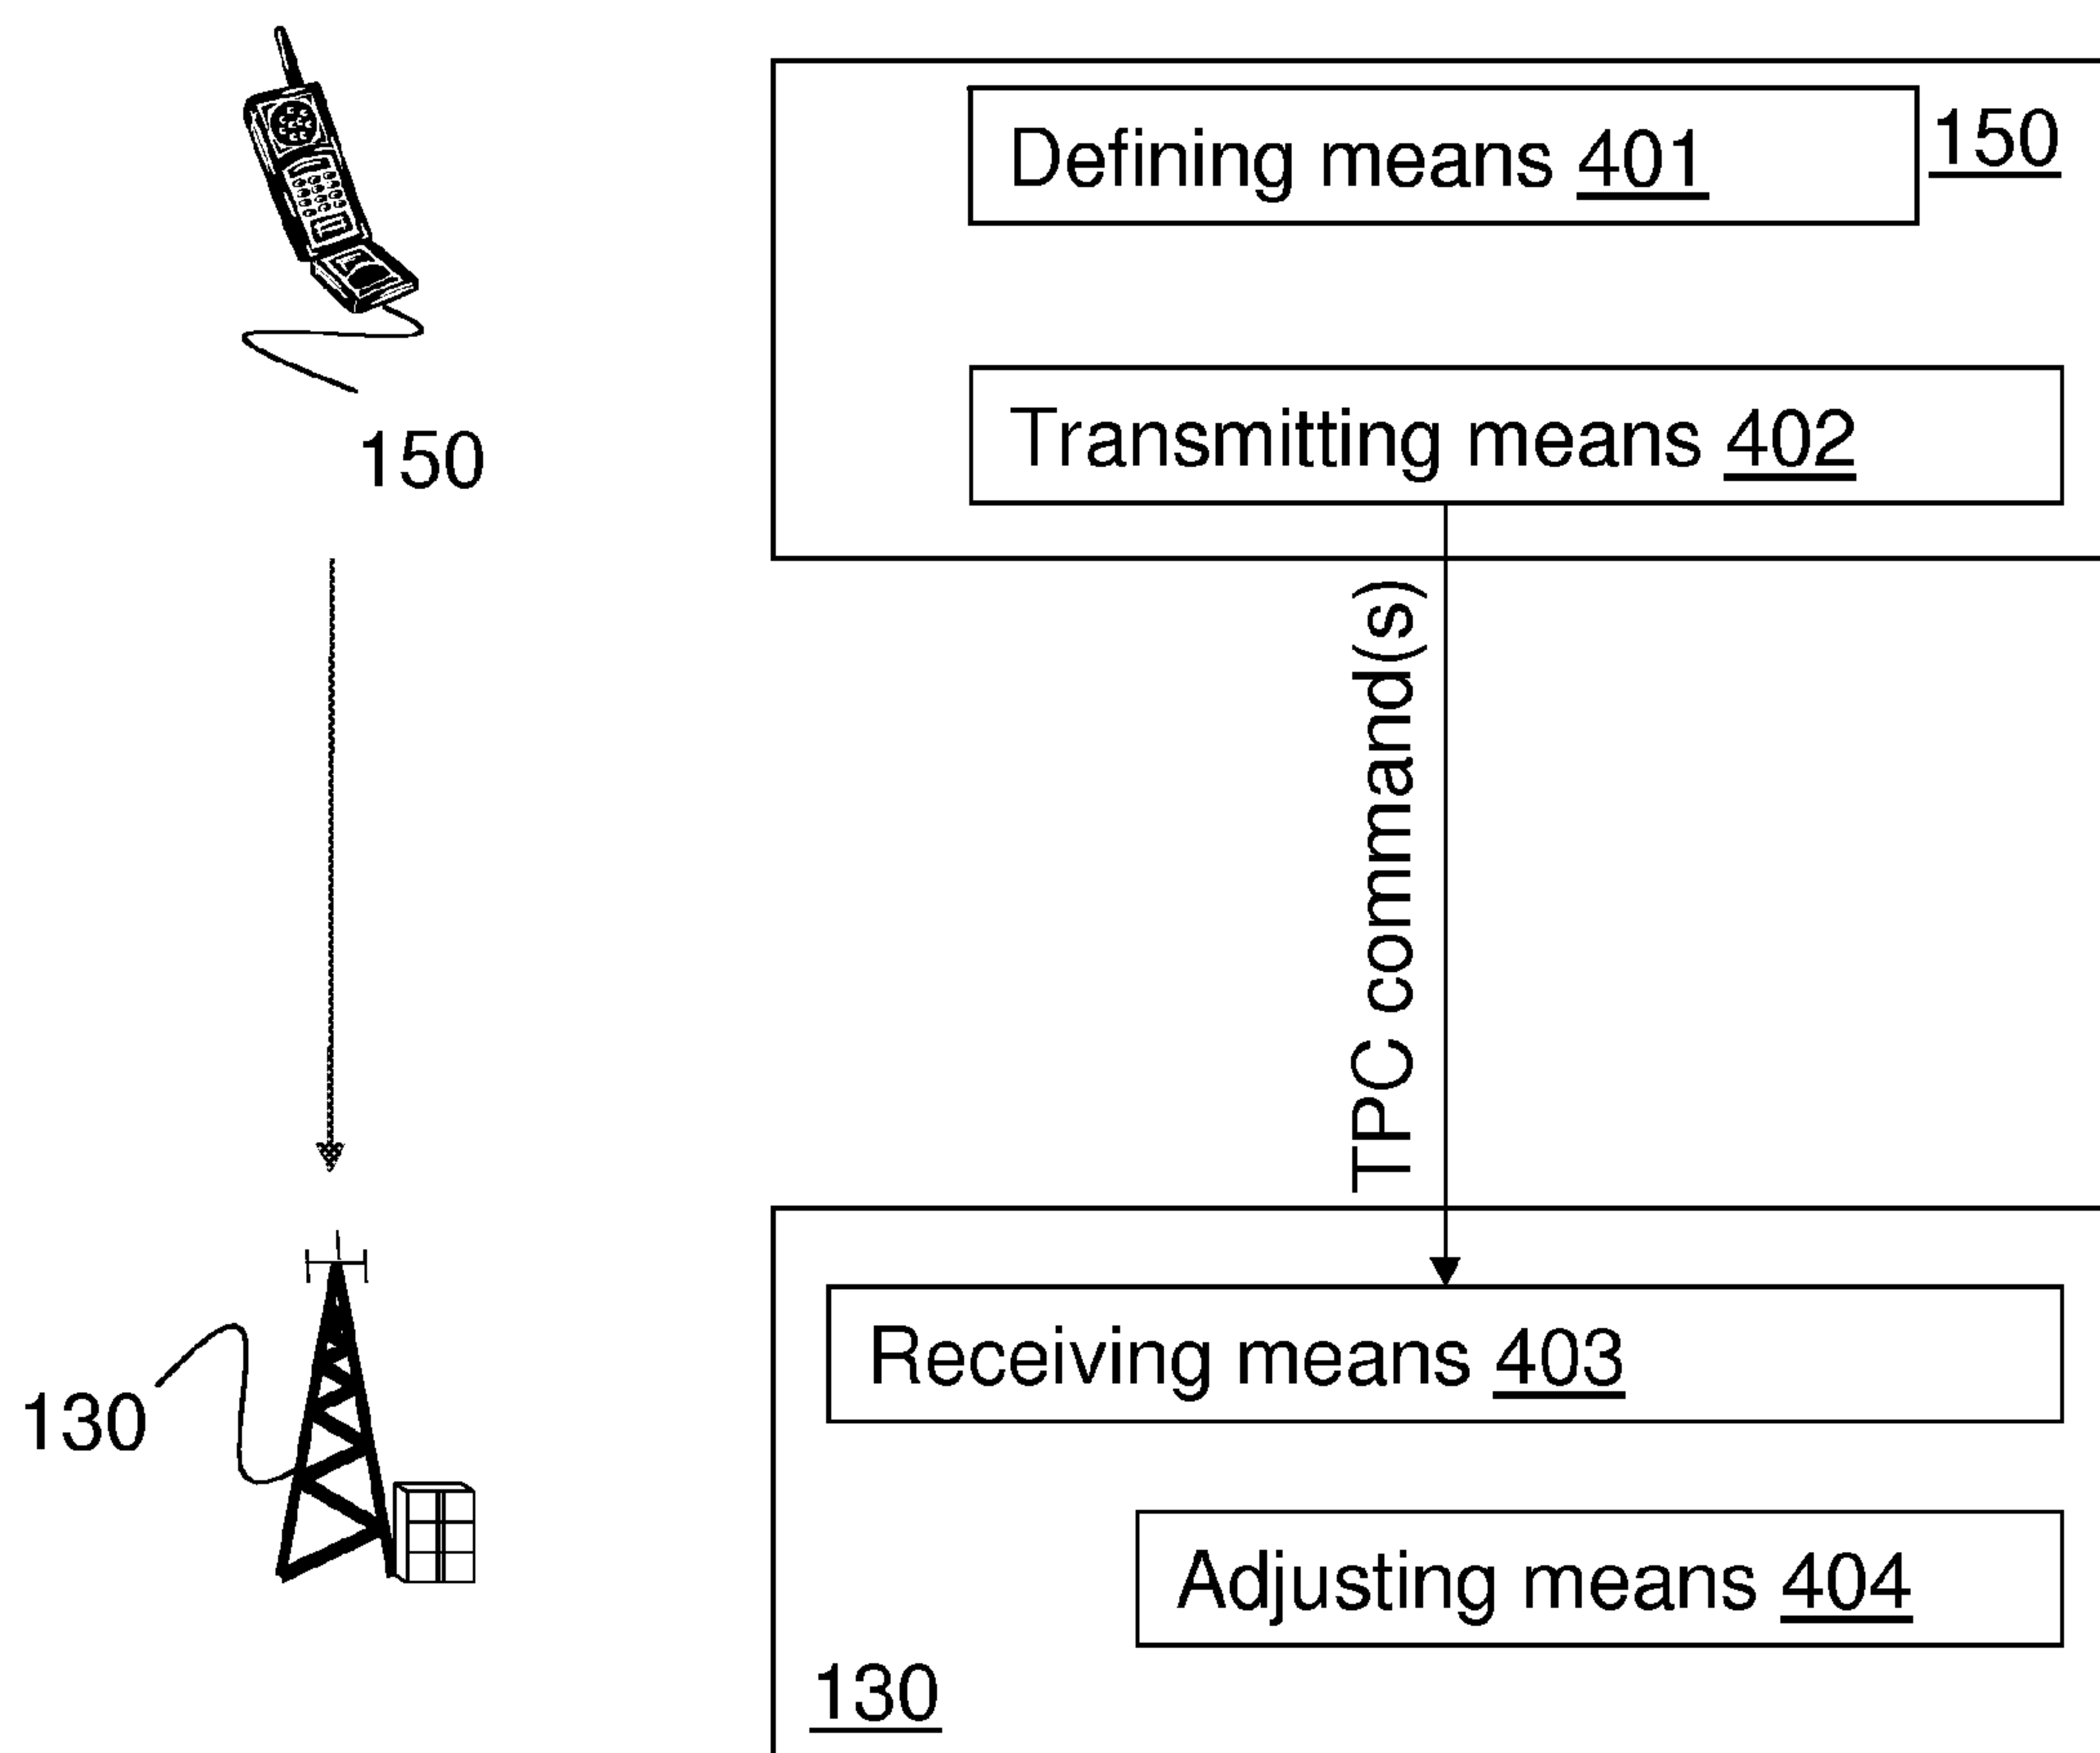 Defining means 401
150
Transmitting means 402
150
TPC command(s)
Receiving means 403
130
Adjusting means 404
130